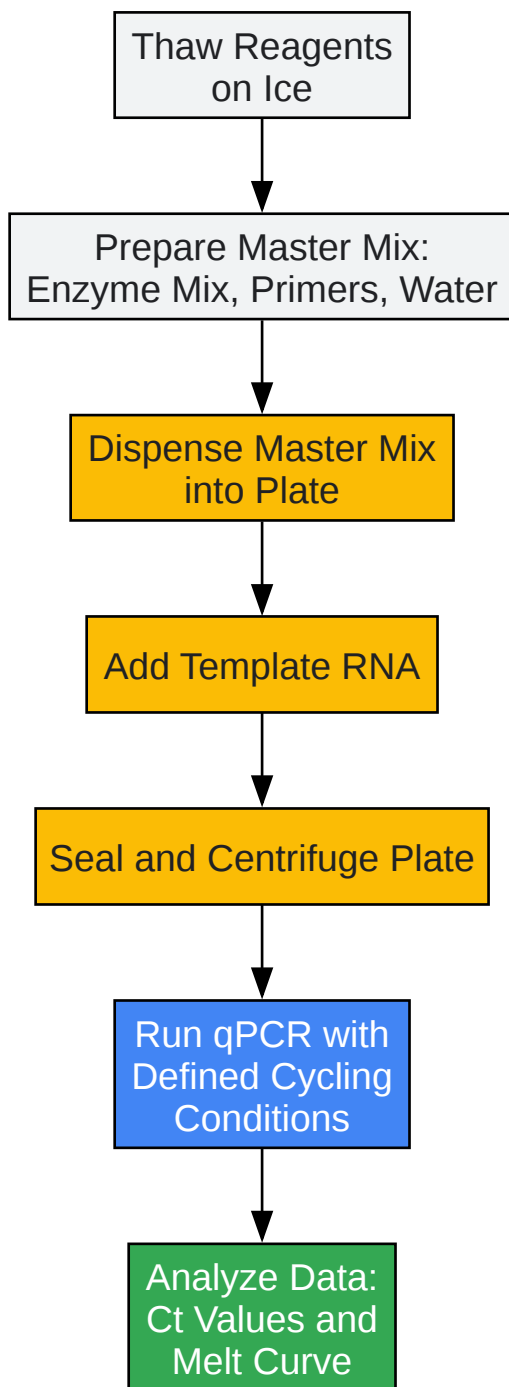 Thaw Reagents
on Ice
Prepare Master Mix:
Enzyme Mix, Primers, Water
Dispense Master Mix
into Plate
Add Template RNA
Seal and Centrifuge Plate
Run qPCR with
Defined Cycling
Conditions
Analyze Data:
Ct Values and
Melt Curve